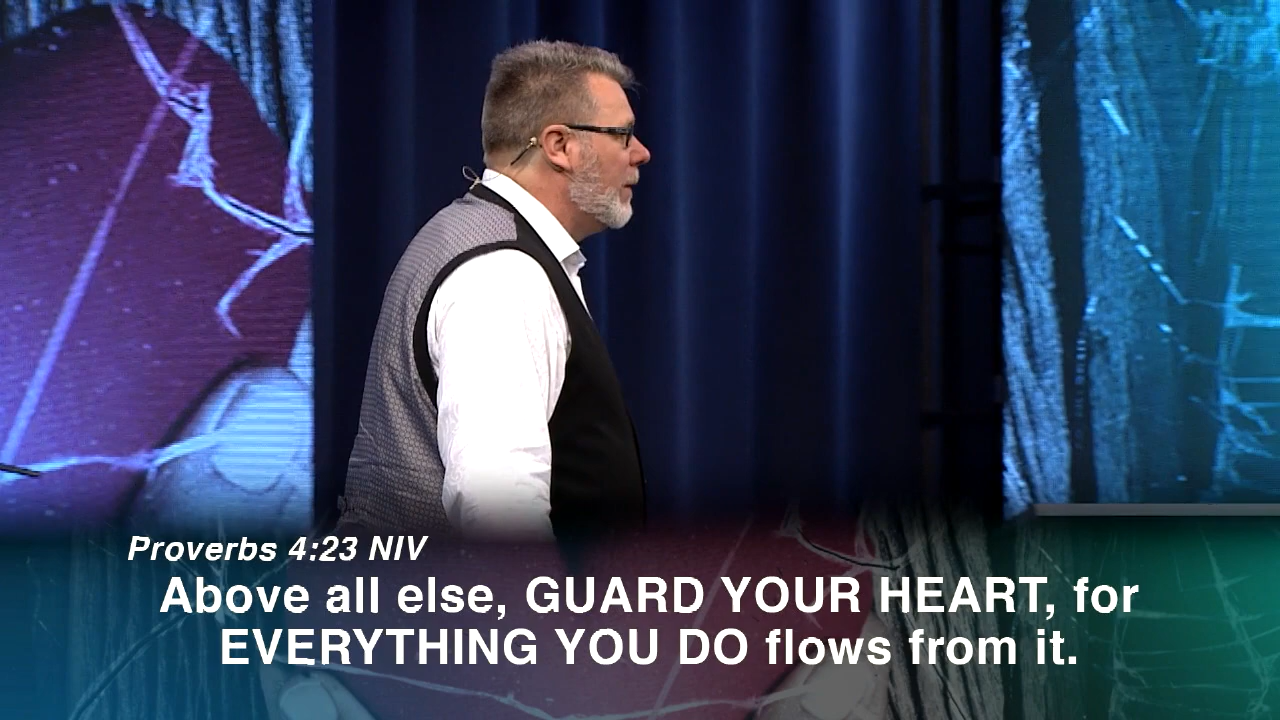 Proverbs 4:23 NIV
Above all else, GUARD YOUR HEART, for
EVERYTHING YOU DO flows from it.